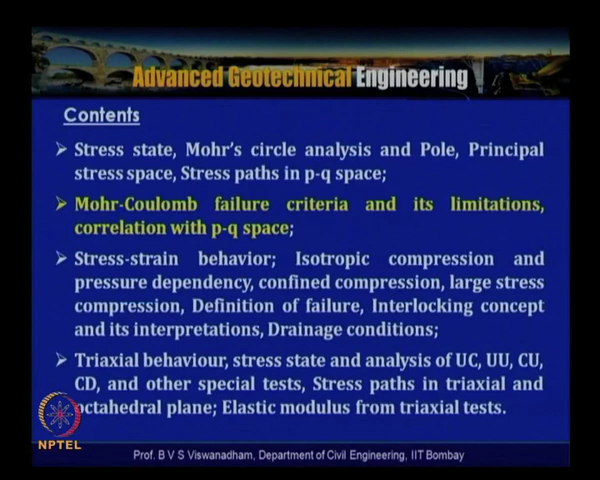 Advanced Geotechnical Engineering
Contents
➢ Stress state, Mohr's circle analysis and Pole, Principal
stress space, Stress paths in p-q space;
➢ Mohr-Coulomb failure criteria and its limitations,
correlation with p-q space;
➢ Stress-strain behavior; Isotropic compression and
pressure dependency, confined compression, large stress
compression, Definition of failure, Interlocking concept
and its interpretations, Drainage conditions;
➢ Triaxial behaviour, stress state and analysis of UC, UU, CU,
CD, and other special tests, Stress paths in triaxial and
octahedral plane; Elastic modulus from triaxial tests.
NPTEL
Prof. B V S Viswanadham, Department of Civil Engineering, IIT Bombay